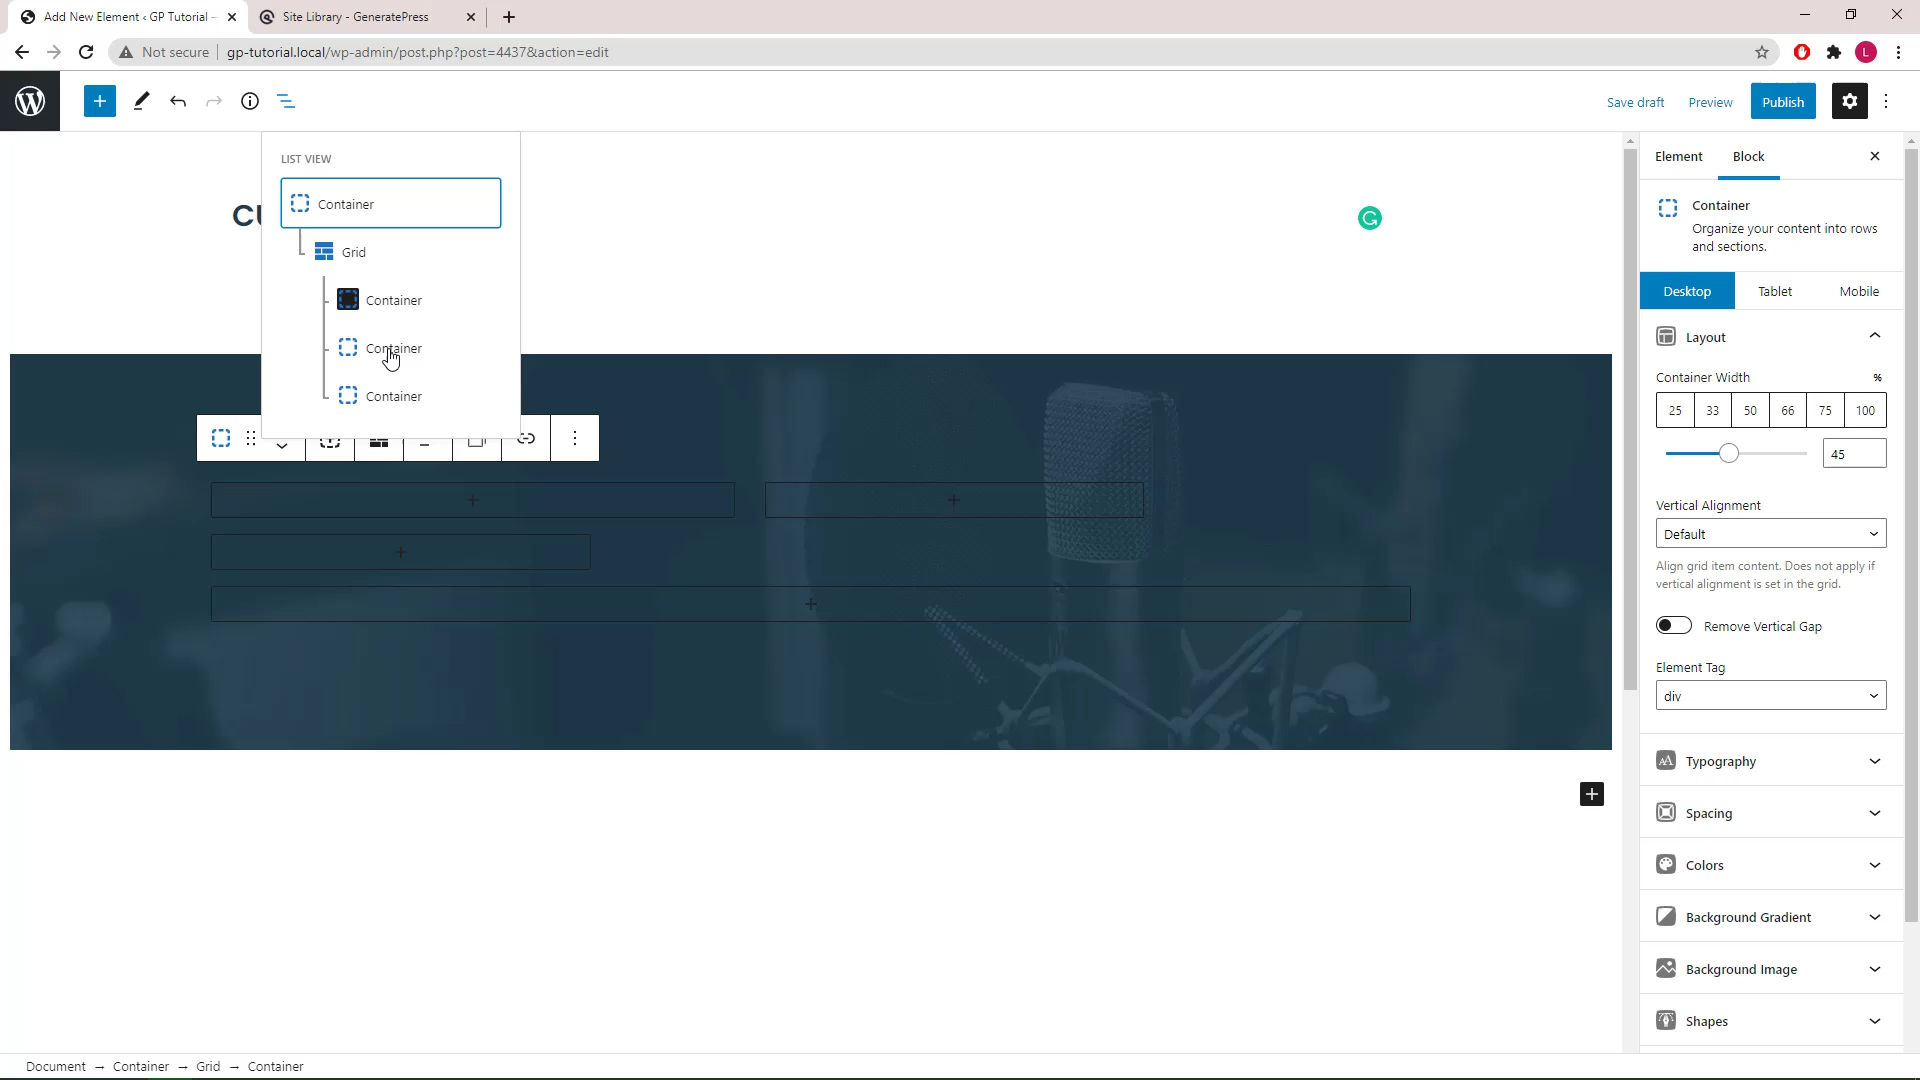 Add New Element ‹ GP Tutorial –
Site Library - GeneratePress
Not secure
gp-tutorial.local/wp-admin/post.php?post=4437&action=edit
L
Save draft
Preview
Publish
LIST VIEW
Container
Grid
Container
Container
Container
Element
Block
Container
Organize your content into rows
and sections.
Desktop
Tablet
Mobile
Layout
Container Width
%
25
33
50
66
75
100
45
Vertical Alignment
Default
Align grid item content. Does not apply if
vertical alignment is set in the grid.
Remove Vertical Gap
Element Tag
div
Typography
Spacing
Colors
Background Gradient
Background Image
Shapes
Document → Container → Grid → Container